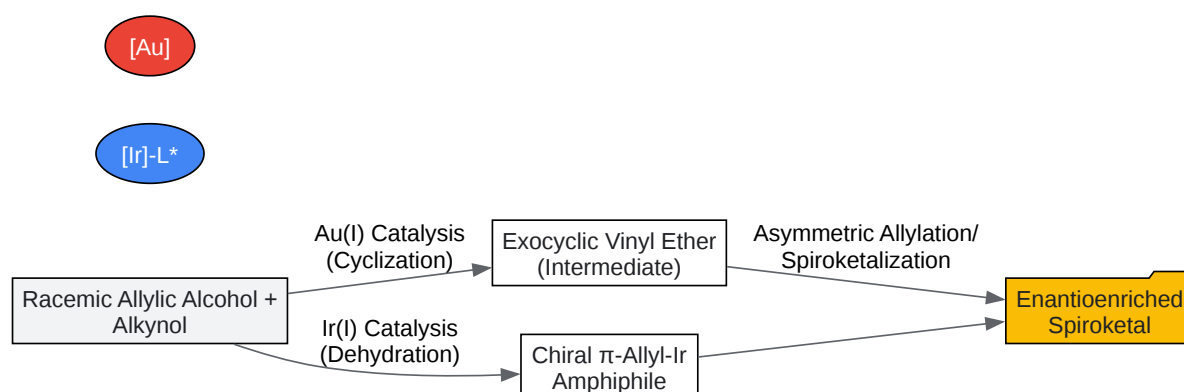 [Au]
[Ir]-L*
Au(I) Catalysis
(Cyclization)
Exocyclic Vinyl Ether
(Intermediate)
Asymmetric Allylation/
Spiroketalization
Racemic Allylic Alcohol +
Alkynol
Enantioenriched
Spiroketal
Ir(I) Catalysis
(Dehydration)
Chiral π-Allyl-Ir
Amphiphile